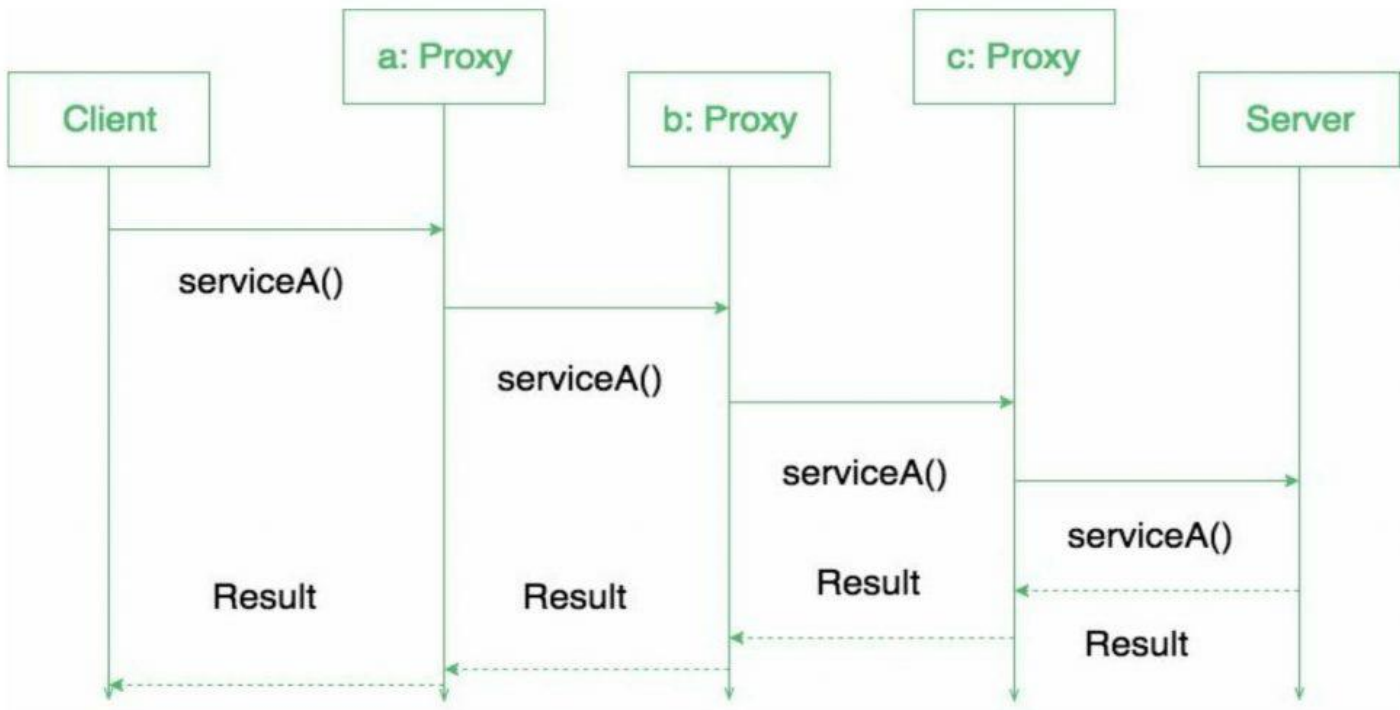 a: Proxy
c: Proxy
Client
b: Proxy
Server
serviceA()
serviceA()
serviceA()
serviceA()
Result
Result
Result
Result